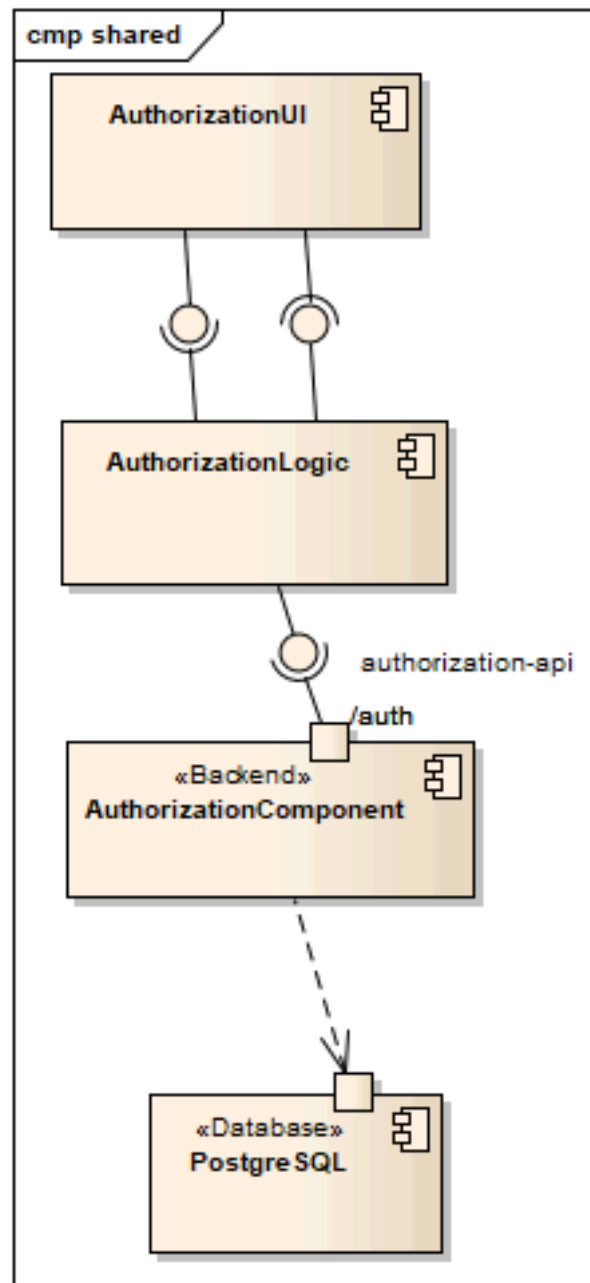 cmp shared
AuthorizationUI
AuthorizationLogic
authorization-api
/auth
«Backend»
AuthorizationComponent
«Database»
PostgreSQL